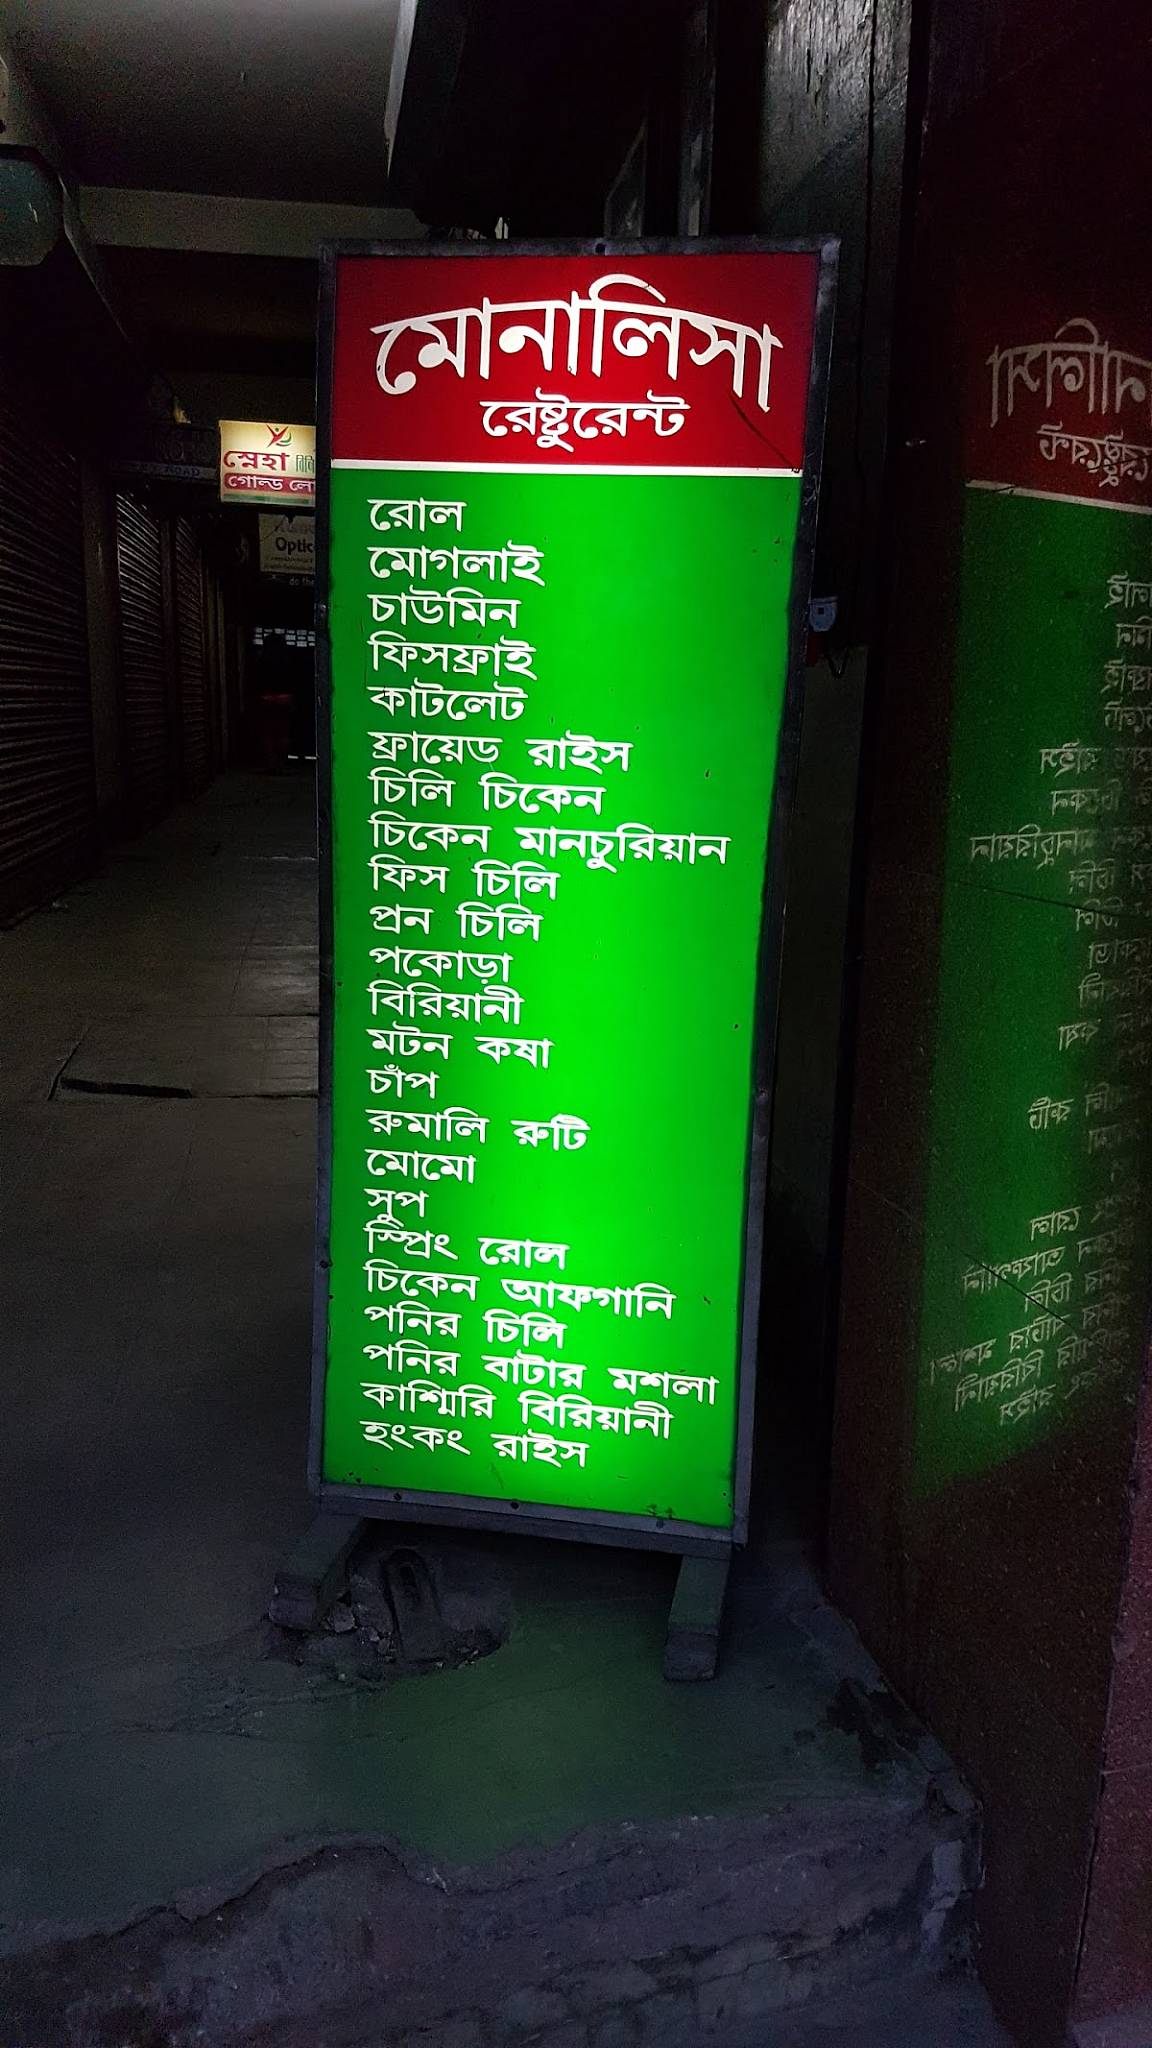 মোনালিসা
রেষ্টুরেন্ট
রোল
মোগলাই
চাউমিন
ফিসফ্রাই
কাটলেট
ফ্রায়েড রাইস
চিলি চিকেন
চিকেন মানচুরিয়ান
ফিস চিলি
প্রন চিলি
পকোড়া
বিরিয়ানী
মটন কষা
চাঁপ
রুমালি রুটি
মোমো
সুপ
স্প্রিং রোল
চিকেন আফগানি
পনির চিলি
পনির বাটার মশলা
কাশ্মিরি বিরিয়ানী
হংকং রাইস
স্নেহা
গোল্ড